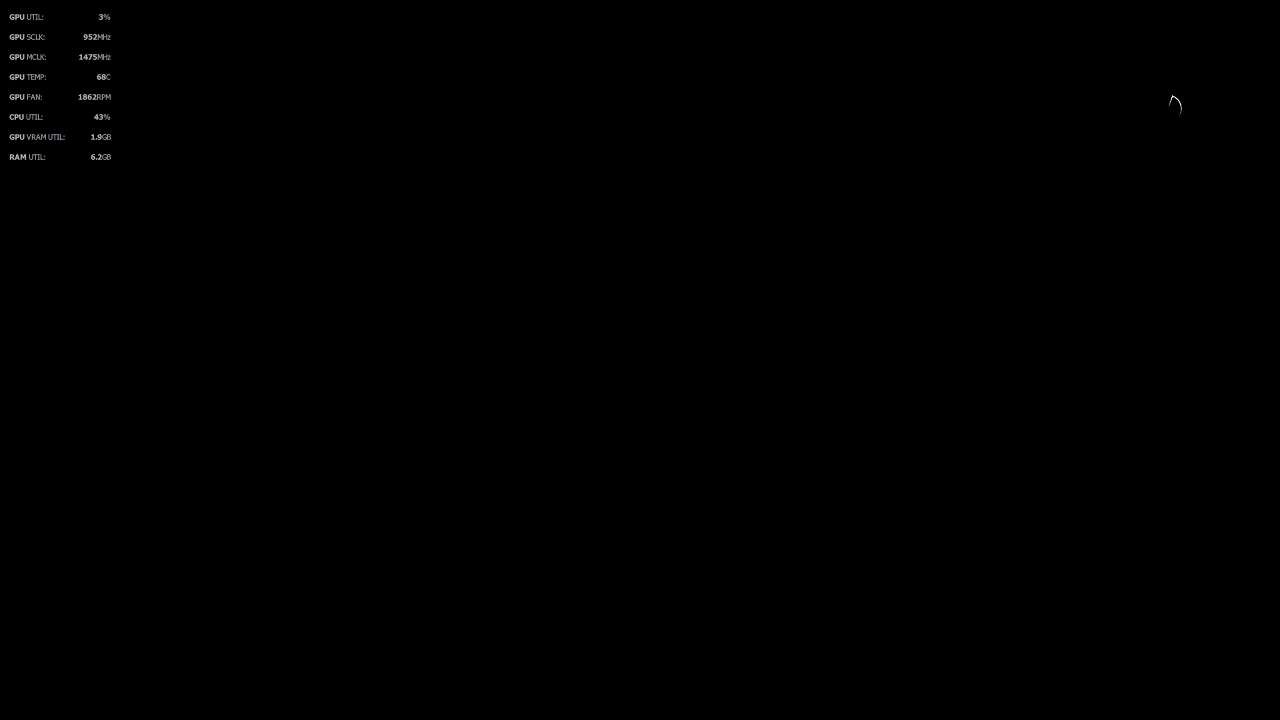 GPU UTIL: 3%
GPU SCLK: 952MHz
GPU MCLK: 1475MHz
GPU TEMP: 68C
GPU FAN: 1862RPM
CPU UTIL: 43%
GPU VRAM UTIL: 1.9GB
RAM UTIL: 6.2GB